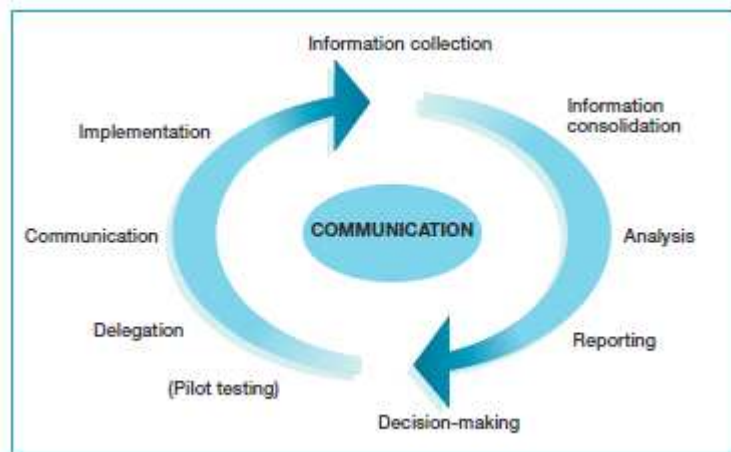 Information collection
Information
consolidation
Analysis
Reporting
Decision-making
(Pilot testing)
Delegation
Communication
Implementation
COMMUNICATION